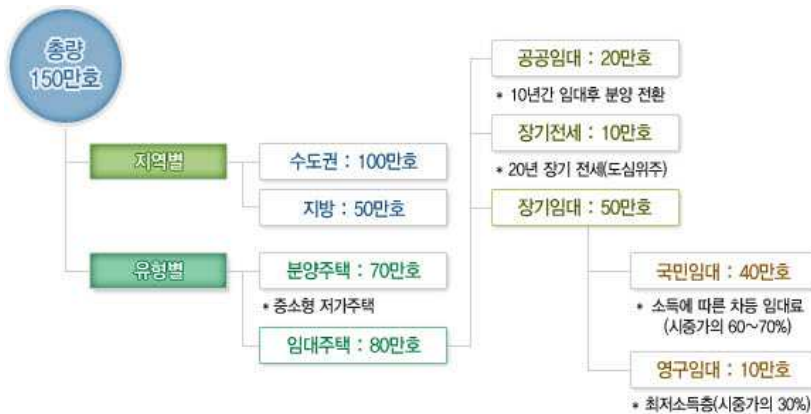 총량
150만호
지역별
수도권 : 100만호
지방 : 50만호
유형별
분양주택 : 70만호
* 중소형 저가주택
임대주택 : 80만호
공공임대 : 20만호
* 10년간 임대후 분양 전환
장기전세 : 10만호
* 20년 장기 전세(도심위주)
장기임대 : 50만호
국민임대 : 40만호
* 소득에 따른 차등 임대료
(시중가의 60~70%)
영구임대 : 10만호
* 최저소득층(시중가의 30%)